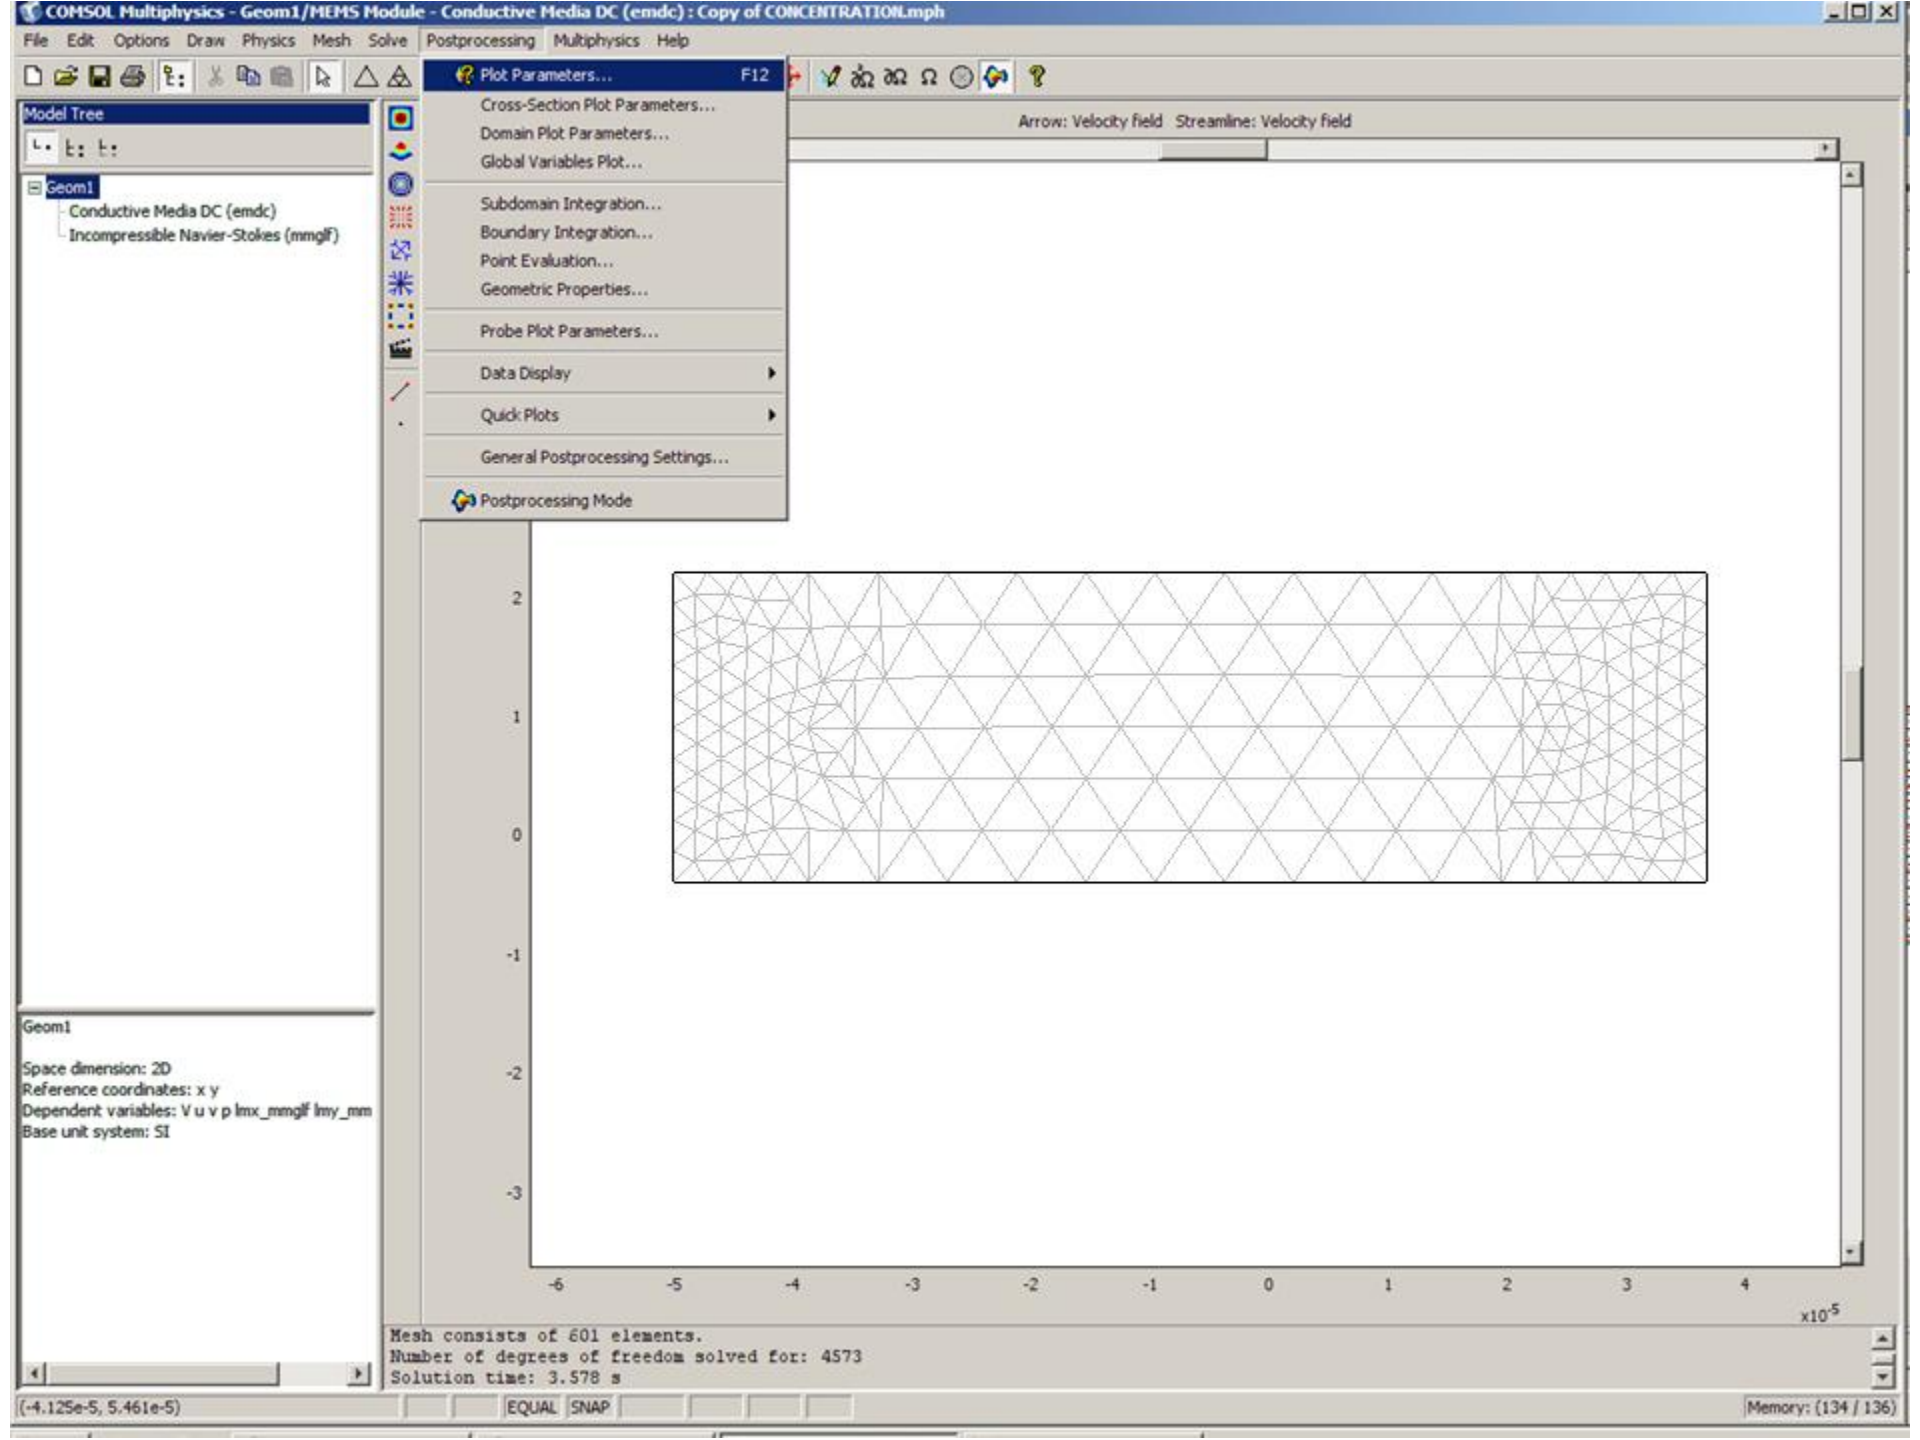 COMSOL Multiphysics - Geom1/MEMS Module - Conductive Media DC (emdc) : Copy of CONCENTRATION.mph
File Edit Options Draw Physics Mesh Solve Postprocessing Multiphysics Help
Model Tree
Geom1
Conductive Media DC (emdc)
Incompressible Navier-Stokes (mmglf)
Plot Parameters... F12
Cross-Section Plot Parameters...
Domain Plot Parameters...
Global Variables Plot...
Subdomain Integration...
Boundary Integration...
Point Evaluation...
Geometric Properties...
Probe Plot Parameters...
Data Display
Quick Plots
General Postprocessing Settings...
Postprocessing Mode
Arrow: Velocity field Streamline: Velocity field
2
1
0
-1
-2
-3
-6 -5 -4 -3 -2 -1 0 1 2 3 4
x10-5
Geom1
Space dimension: 2D
Reference coordinates: x y
Dependent variables: V u v p lmx_mmglf lmy_mm
Base unit system: SI
Mesh consists of 601 elements.
Number of degrees of freedom solved for: 4573
Solution time: 3.578 s
(-4.125e-5, 5.461e-5) EQUAL SNAP Memory: (134 / 136)